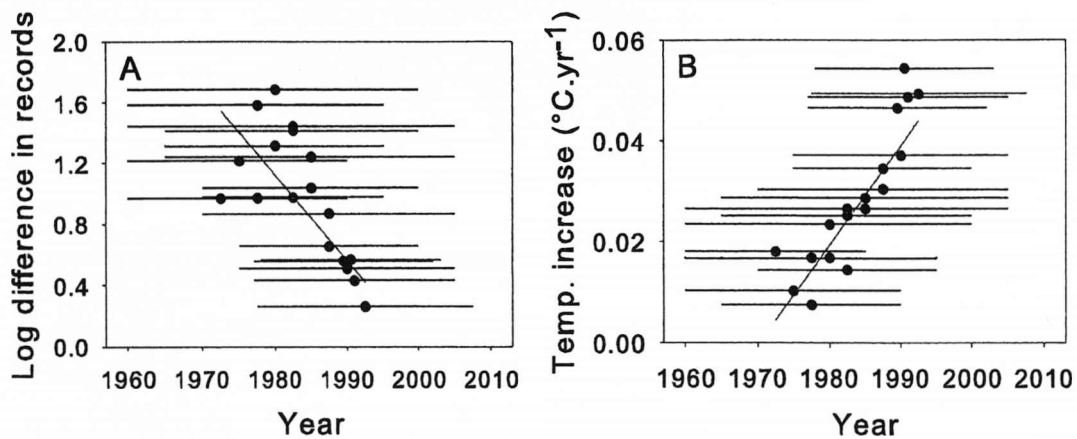 Log difference in records
2.0
1.6
1.2
0.8
0.4
0.0
A
1960 1970 1980 1990 2000 2010
Year
Temp. increase (°C.yr⁻¹)
0.06
0.04
0.02
0.00
B
1960 1970 1980 1990 2000 2010
Year